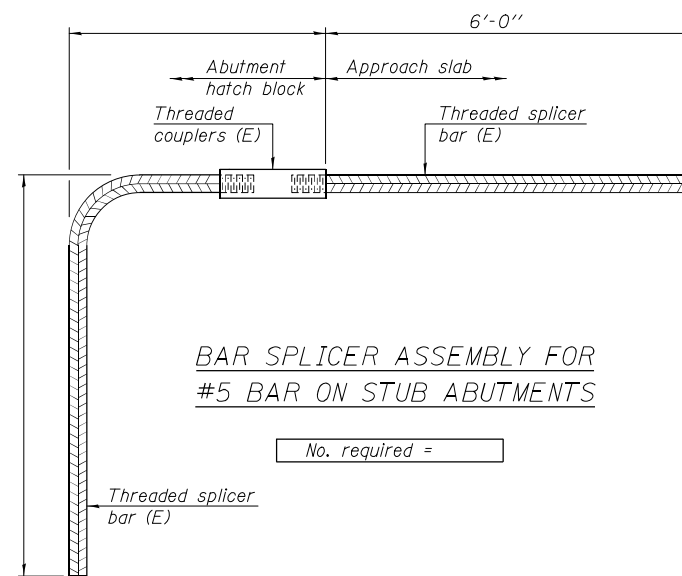 6'-0"
Abutment
hatch block
Approach slab
Threaded
couplers (E)
Threaded splicer
bar (E)
BAR SPLICER ASSEMBLY FOR
#5 BAR ON STUB ABUTMENTS
No. required =
Threaded splicer
bar (E)